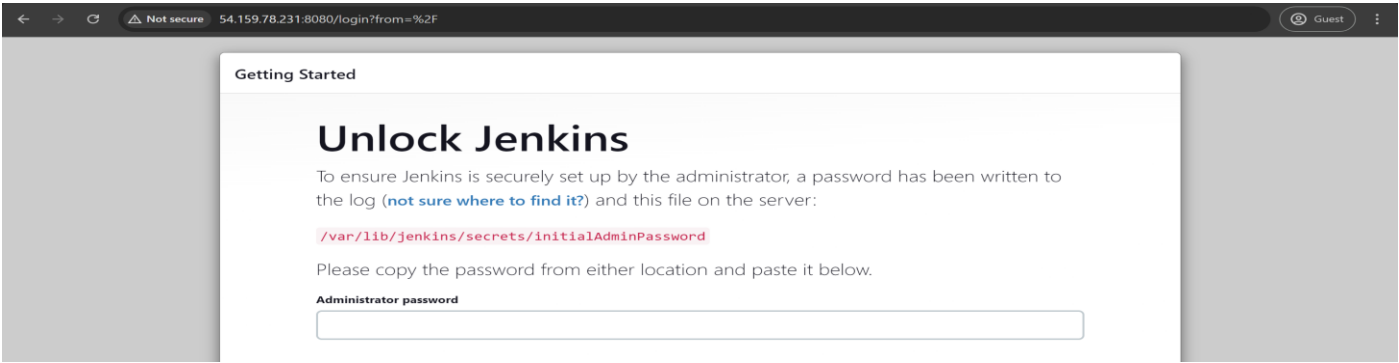 Not secure 54.159.78.231:8080/login?from=%2F Guest
Getting Started
Unlock Jenkins
To ensure Jenkins is securely set up by the administrator, a password has been written to
the log (not sure where to find it?) and this file on the server:
/var/lib/jenkins/secrets/initialAdminPassword
Please copy the password from either location and paste it below.
Administrator password